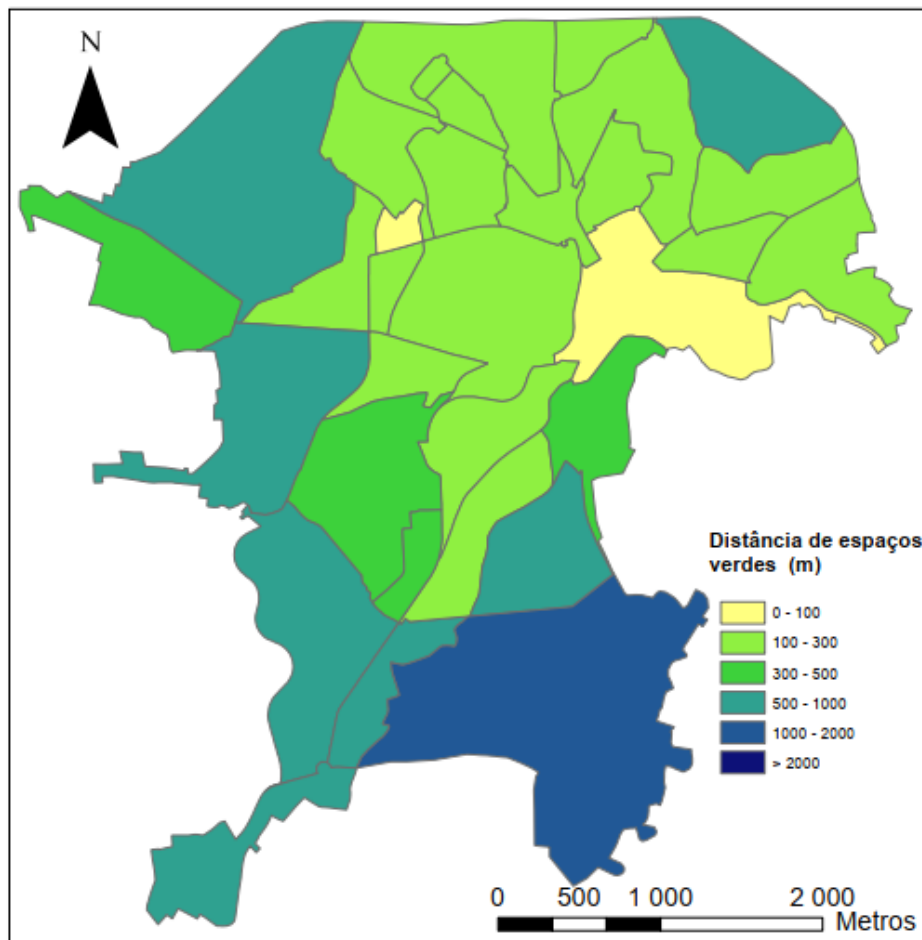 N
Distância de espaços
verdes (m)
0 - 100
100 - 300
300 - 500
500 - 1000
1000 - 2000
> 2000
0 500 1 000 2 000
Metros